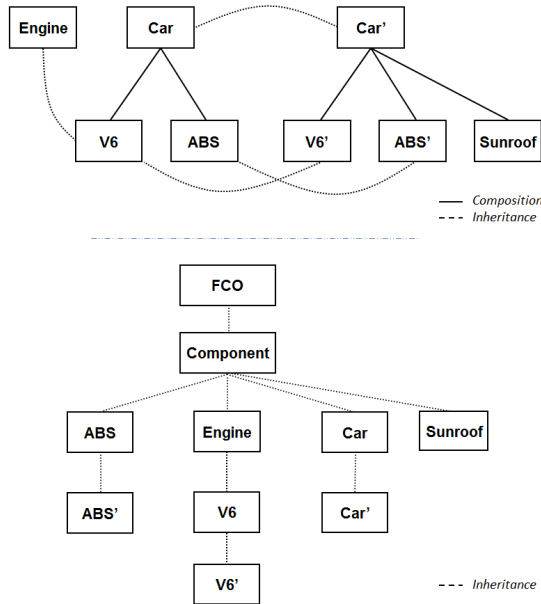 Engine
Car
Car’
V6
ABS
V6’
ABS’
Sunroof
Composition
Inheritance
FCO
Component
ABS
Engine
Car
Sunroof
ABS’
V6
Car’
V6’
Inheritance